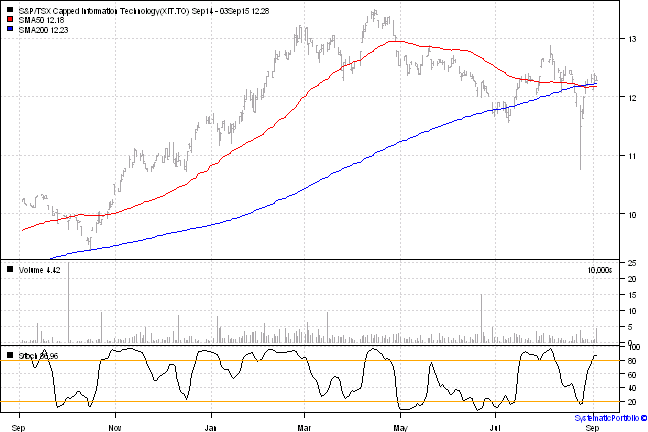 S&P/TSX Capped Information Technology(XIT.TO) Sep14 - 03Sep15 12.28
SMA50 12.18
SMA200 12.23
13
12
11
10
Volume 4.42
10,000s
25
20
15
10
5
0
100
80
60
40
20
Sep
Nov
Jan
Mar
May
Jul
Sep
SystematicPortfolio ©